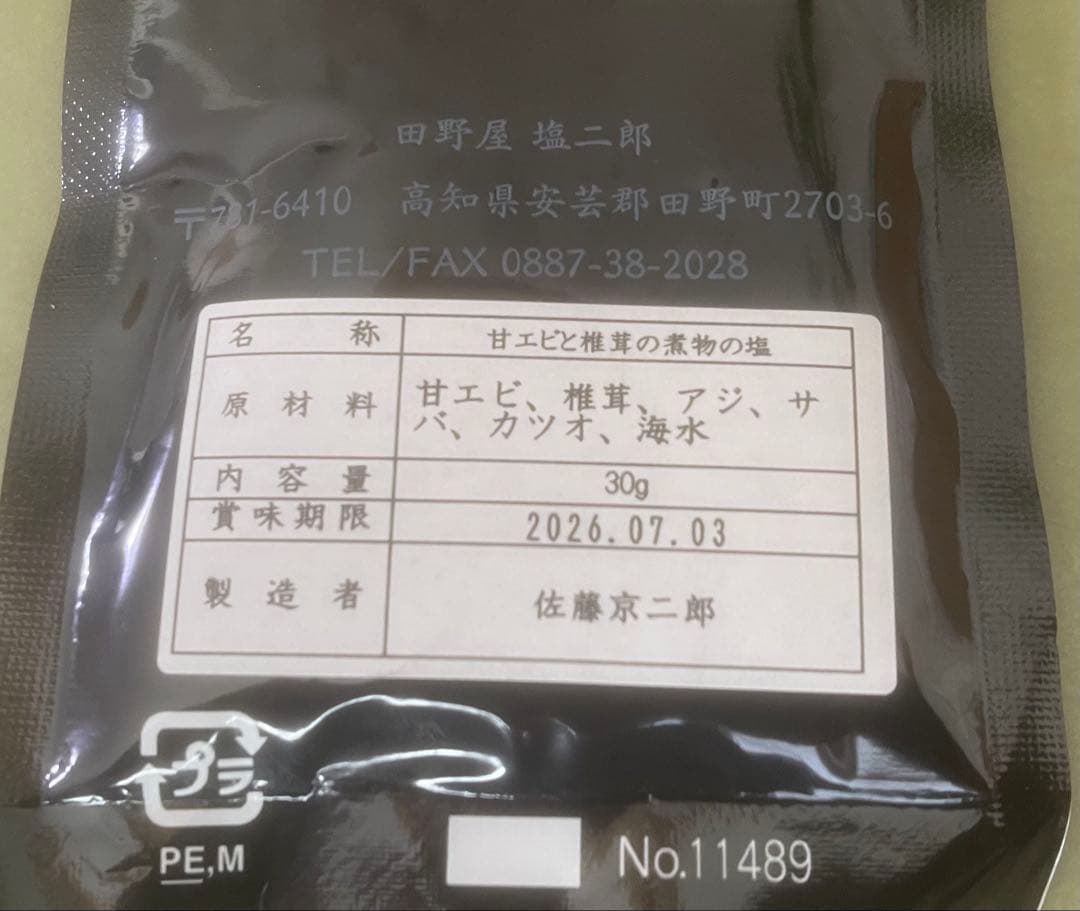 田野屋 塩二郎
〒781-6410 高知県安芸郡田野町2703-6
TEL/FAX 0887-38-2028
名称 甘エビと椎茸の煮物の塩
原材料 甘エビ、椎茸、アジ、サ
バ、カツオ、海水
内容量 30g
賞味期限 2026.07.03
製造者 佐藤京二郎
プラ
PE,M
No.11489